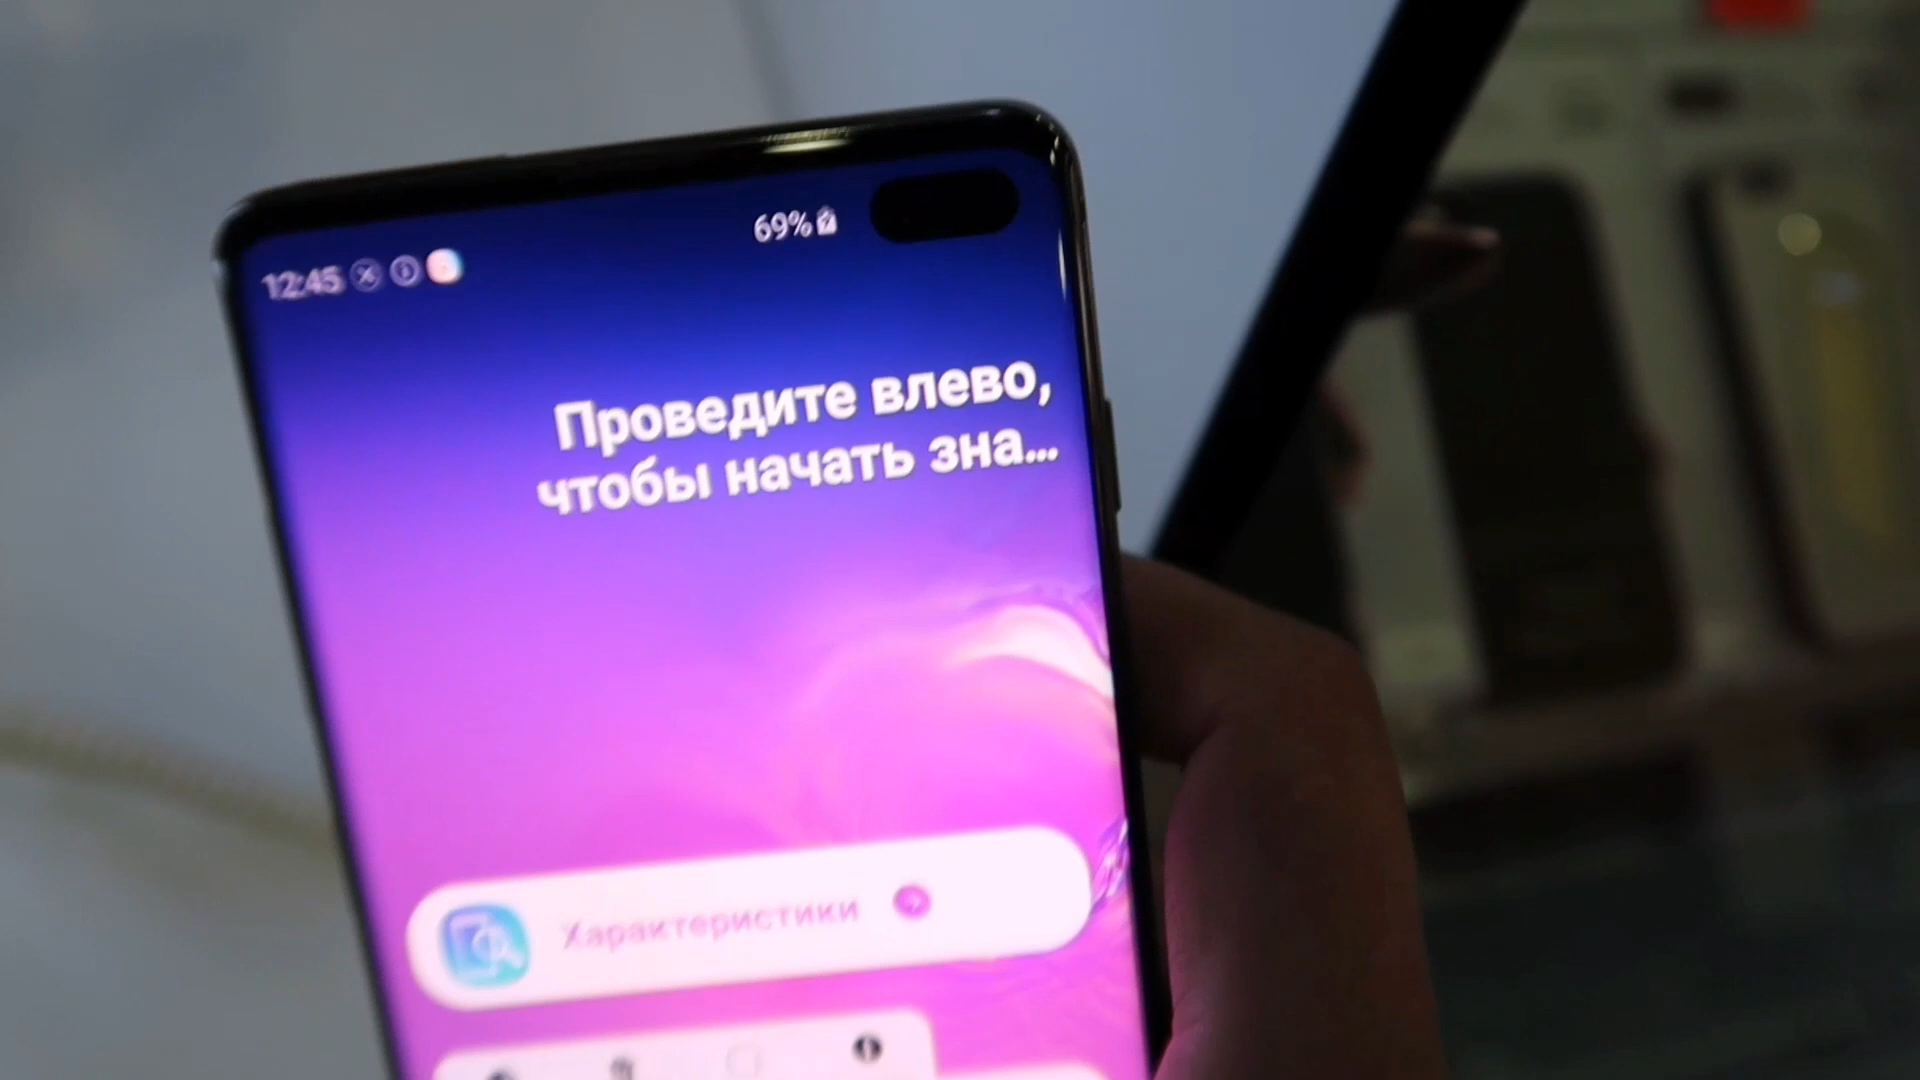 12:45
69%
Проведите влево,
чтобы начать зна...
Характеристики